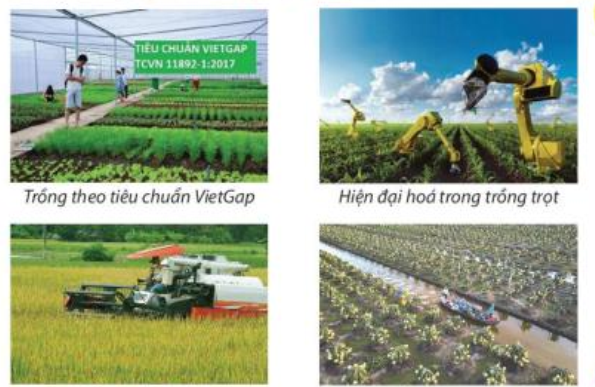 TIÊU CHUẨN VIETGAP
TCVN 11892-1:2017
Trồng theo tiêu chuẩn VietGap
Hiện đại hoá trong trồng trọt